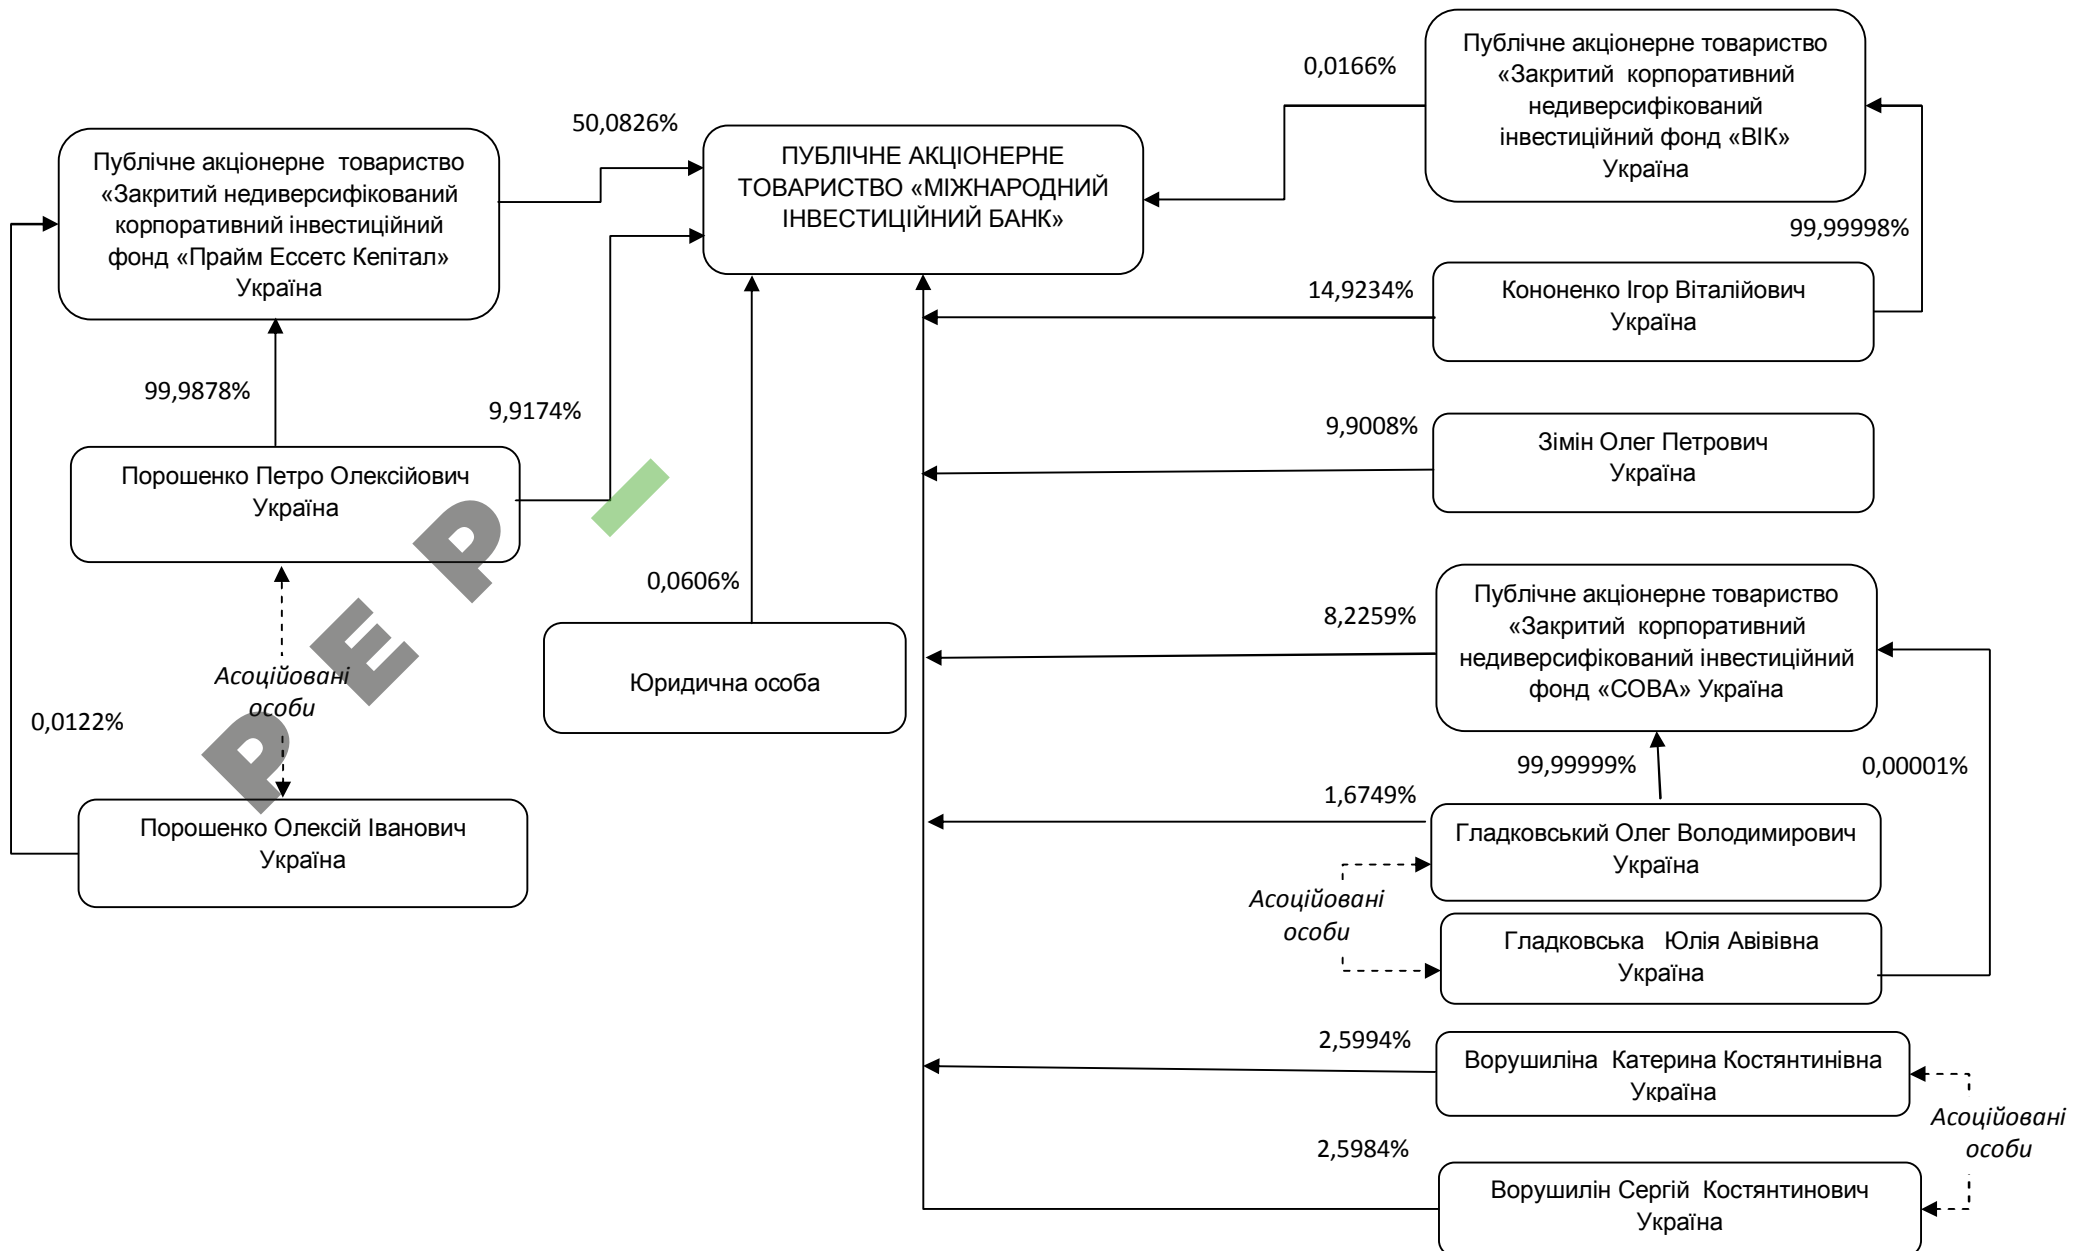 Публічне акціонерне товариство
«Закритий корпоративний
недиверсифікований
інвестиційний фонд «ВІК»
Україна
0,0166%
50,0826%
ПУБЛІЧНЕ АКЦІОНЕРНЕ
ТОВАРИСТВО «МІЖНАРОДНИЙ
ІНВЕСТИЦІЙНИЙ БАНК»
Публічне акціонерне товариство
«Закритий недиверсифікований
корпоративний інвестиційний
фонд «Прайм Ессетс Кепітал»
Україна
99,99998%
14,9234%
Кононенко Ігор Віталійович
Україна
99,9878%
9,9174%
9,9008%
Зімін Олег Петрович
Україна
Порошенко Петро Олексійович
Україна
0,0606%
Юридична особа
8,2259%
Публічне акціонерне товариство
«Закритий корпоративний
недиверсифікований інвестиційний
фонд «СОВА» Україна
Асоційовані
особи
0,0122%
99,99999%
0,00001%
1,6749%
Порошенко Олексій Іванович
Україна
Гладковський Олег Володимирович
Україна
Асоційовані
особи
Гладковська Юлія Авівівна
Україна
2,5994%
Ворушиліна Катерина Костянтинівна
Україна
Асоційовані
особи
2,5984%
Ворушилін Сергій Костянтинович
Україна
PEP